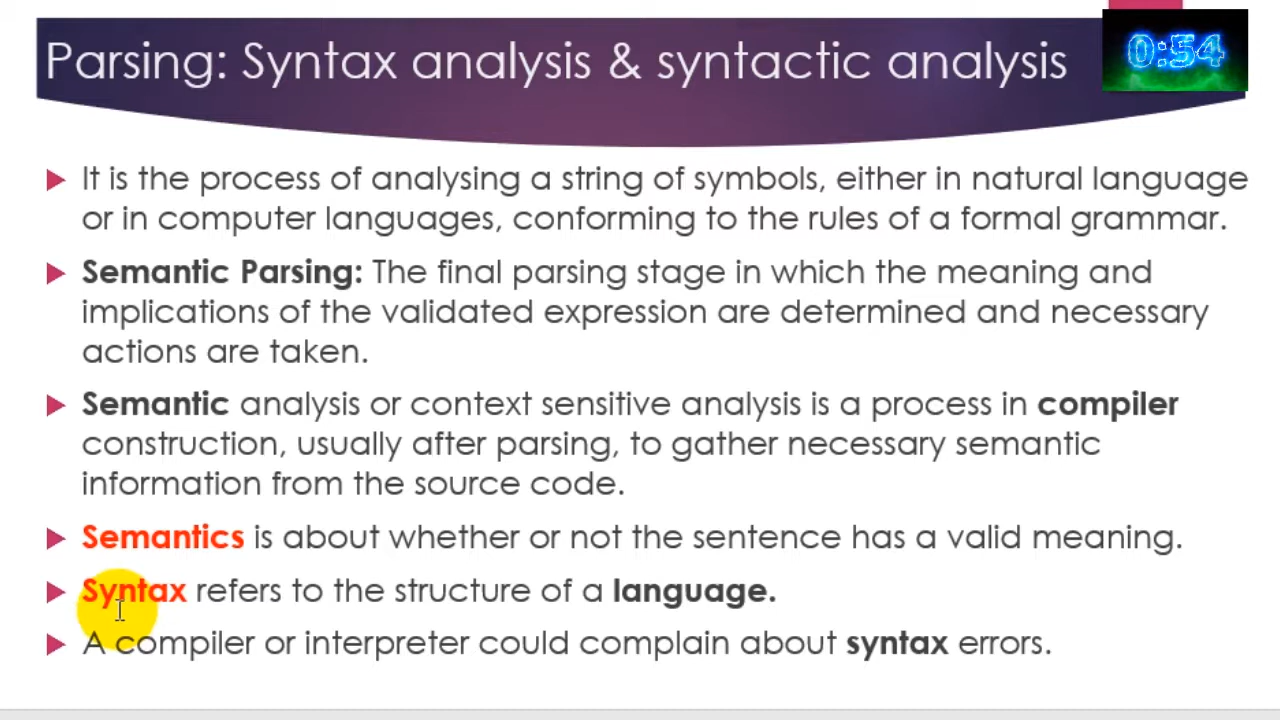 Parsing: Syntax analysis & syntactic analysis
0:54
It is the process of analysing a string of symbols, either in natural language
or in computer languages, conforming to the rules of a formal grammar.
Semantic Parsing: The final parsing stage in which the meaning and
implications of the validated expression are determined and necessary
actions are taken.
Semantic analysis or context sensitive analysis is a process in compiler
construction, usually after parsing, to gather necessary semantic
information from the source code.
Semantics is about whether or not the sentence has a valid meaning.
Syntax refers to the structure of a language.
A compiler or interpreter could complain about syntax errors.